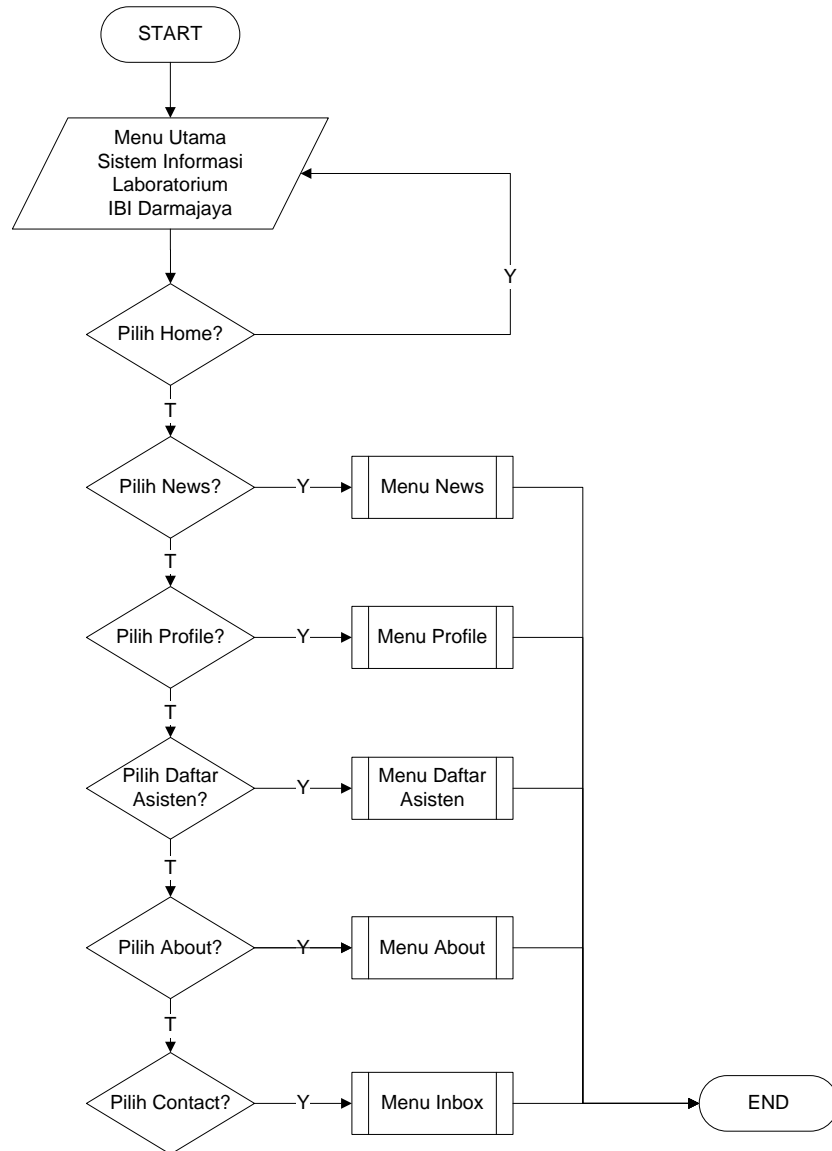 START
Menu Utama
Sistem Informasi
Laboratorium
IBI Darmajaya
Y
Pilih Home?
T
Pilih News?
Y
Menu News
T
Pilih Profile?
Y
Menu Profile
T
Pilih Daftar
Asisten?
Y
Menu Daftar
Asisten
T
Pilih About?
Y
Menu About
T
Pilih Contact?
Y
Menu Inbox
END